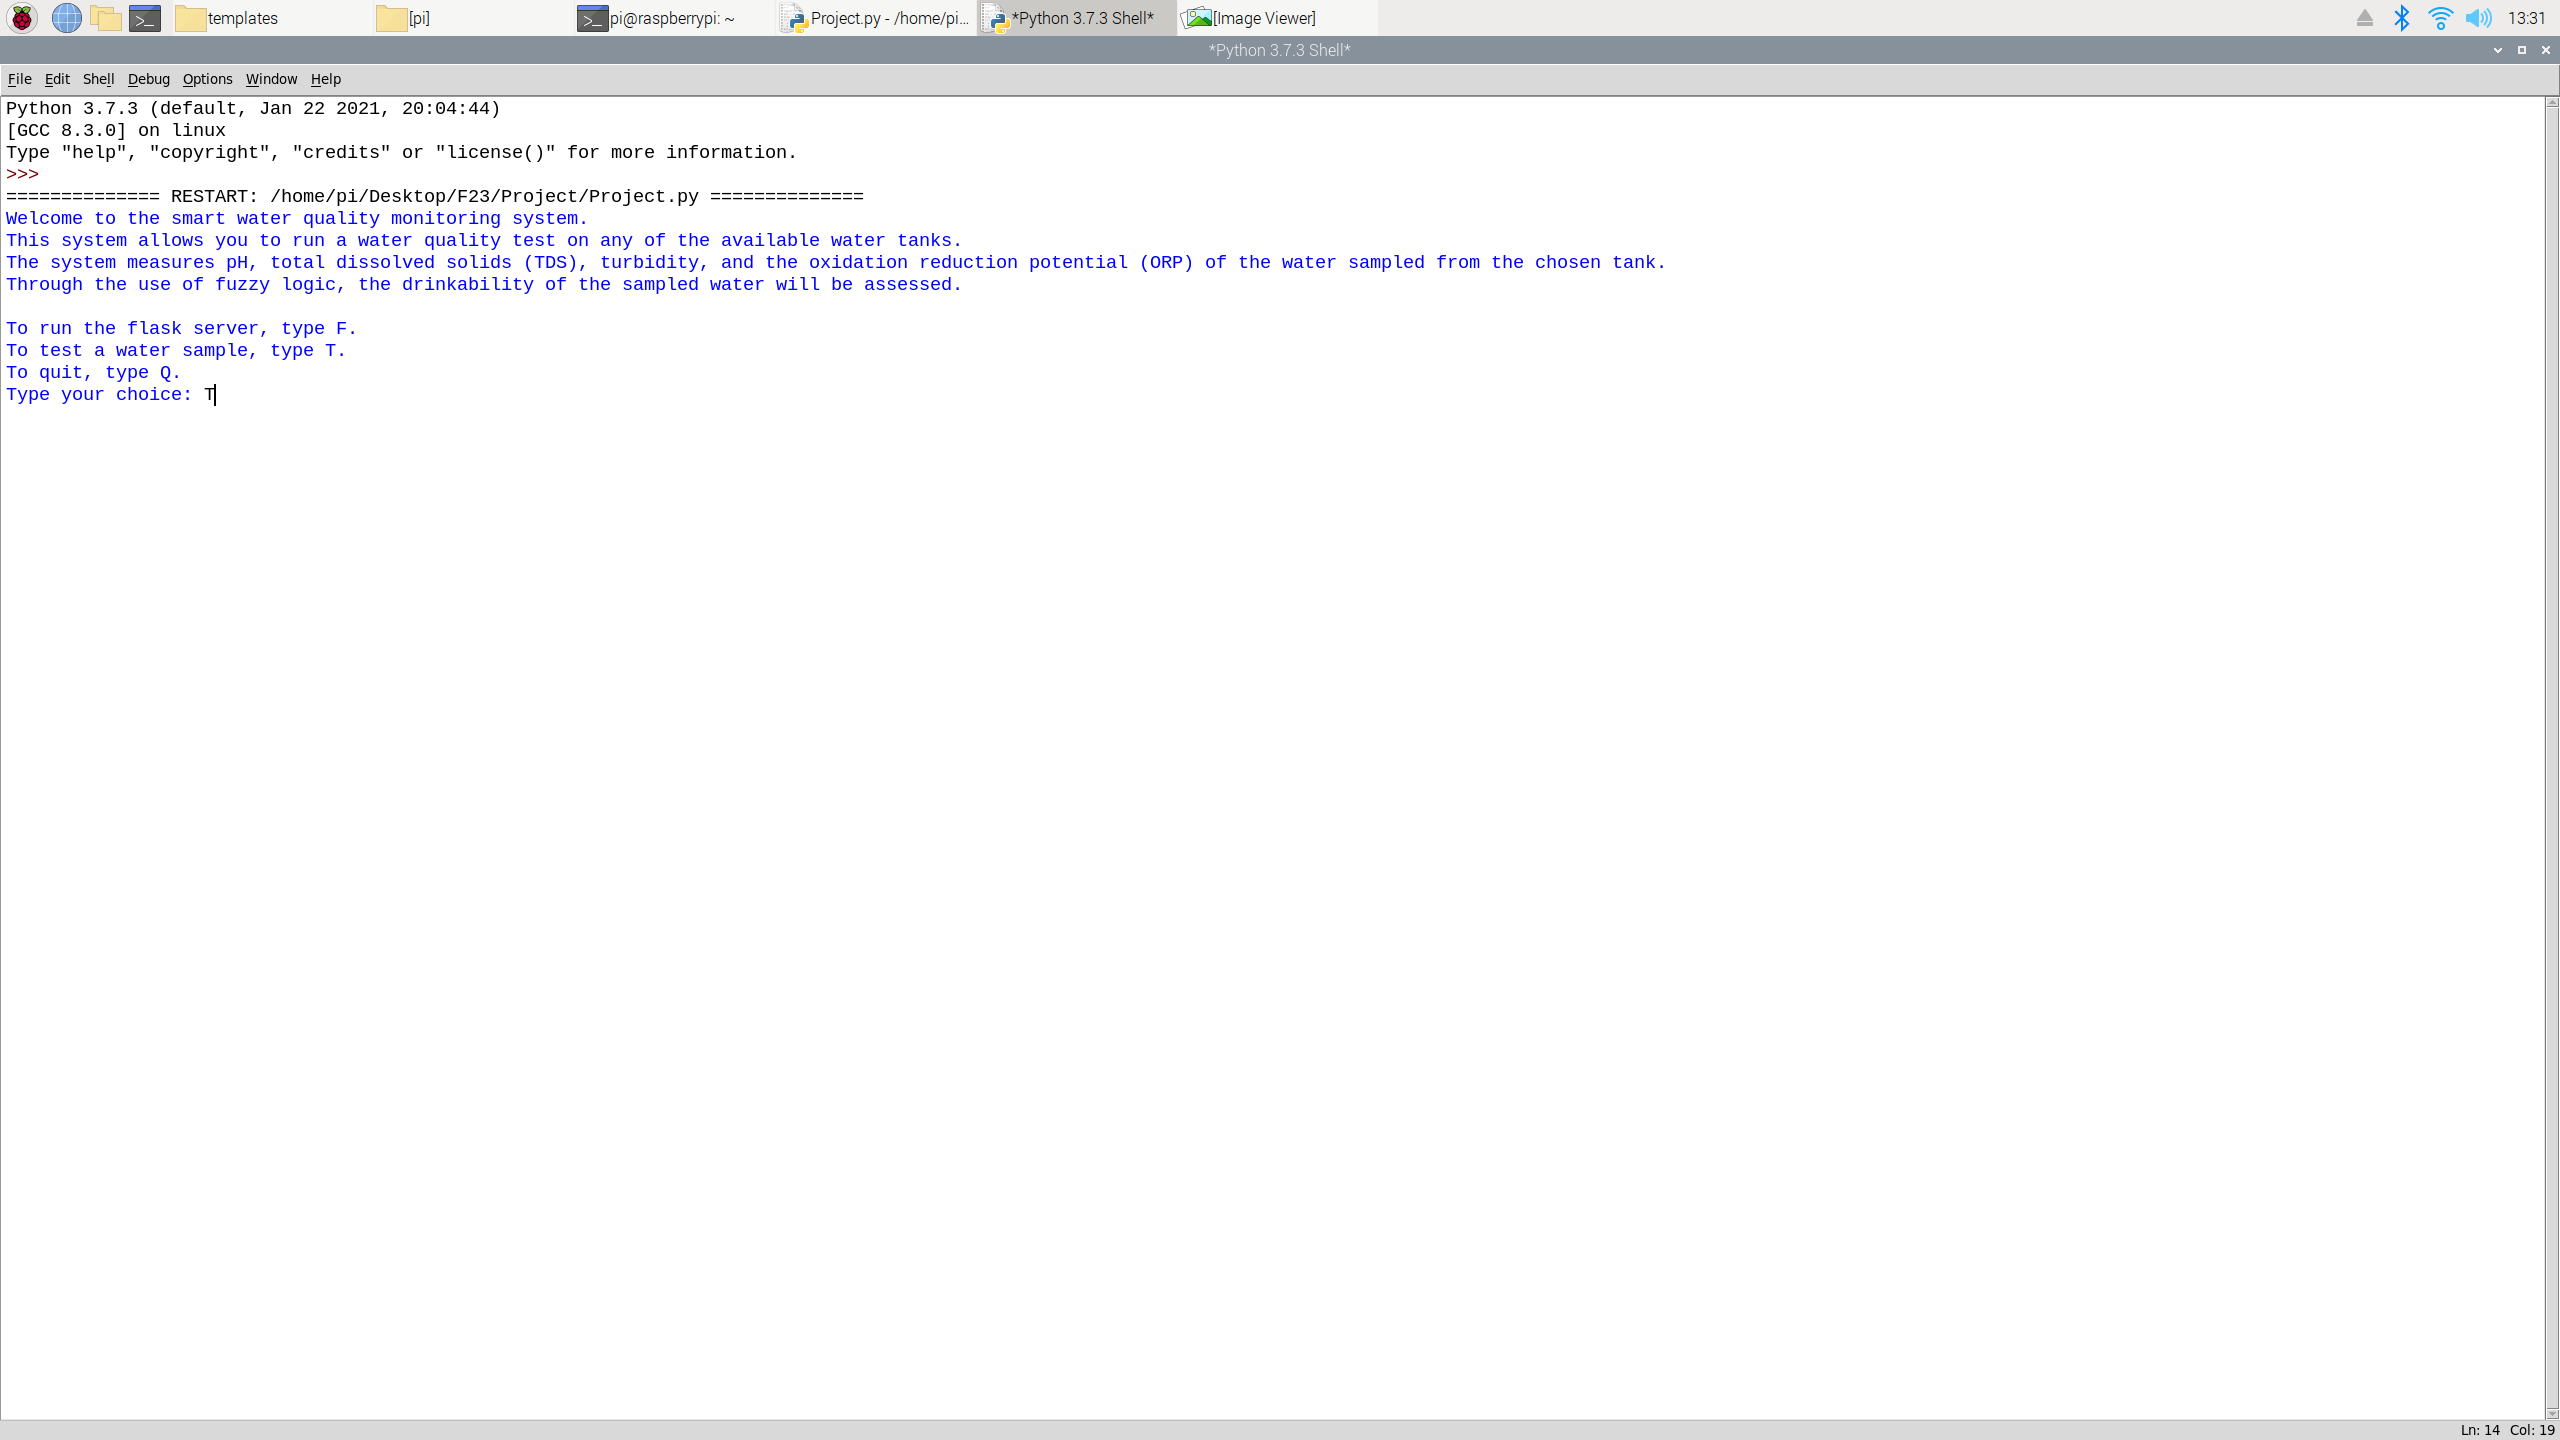 templates [pi] pi@raspberrypi: ~ Project.py - /home/pi... *Python 3.7.3 Shell* [Image Viewer] 13:31
*Python 3.7.3 Shell*
File Edit Shell Debug Options Window Help
Python 3.7.3 (default, Jan 22 2021, 20:04:44)
[GCC 8.3.0] on linux
Type "help", "copyright", "credits" or "license()" for more information.
>>>
============== RESTART: /home/pi/Desktop/F23/Project/Project.py ==============
Welcome to the smart water quality monitoring system.
This system allows you to run a water quality test on any of the available water tanks.
The system measures pH, total dissolved solids (TDS), turbidity, and the oxidation reduction potential (ORP) of the water sampled from the chosen tank.
Through the use of fuzzy logic, the drinkability of the sampled water will be assessed.
To run the flask server, type F.
To test a water sample, type T.
To quit, type Q.
Type your choice: T
Ln: 14 Col: 19